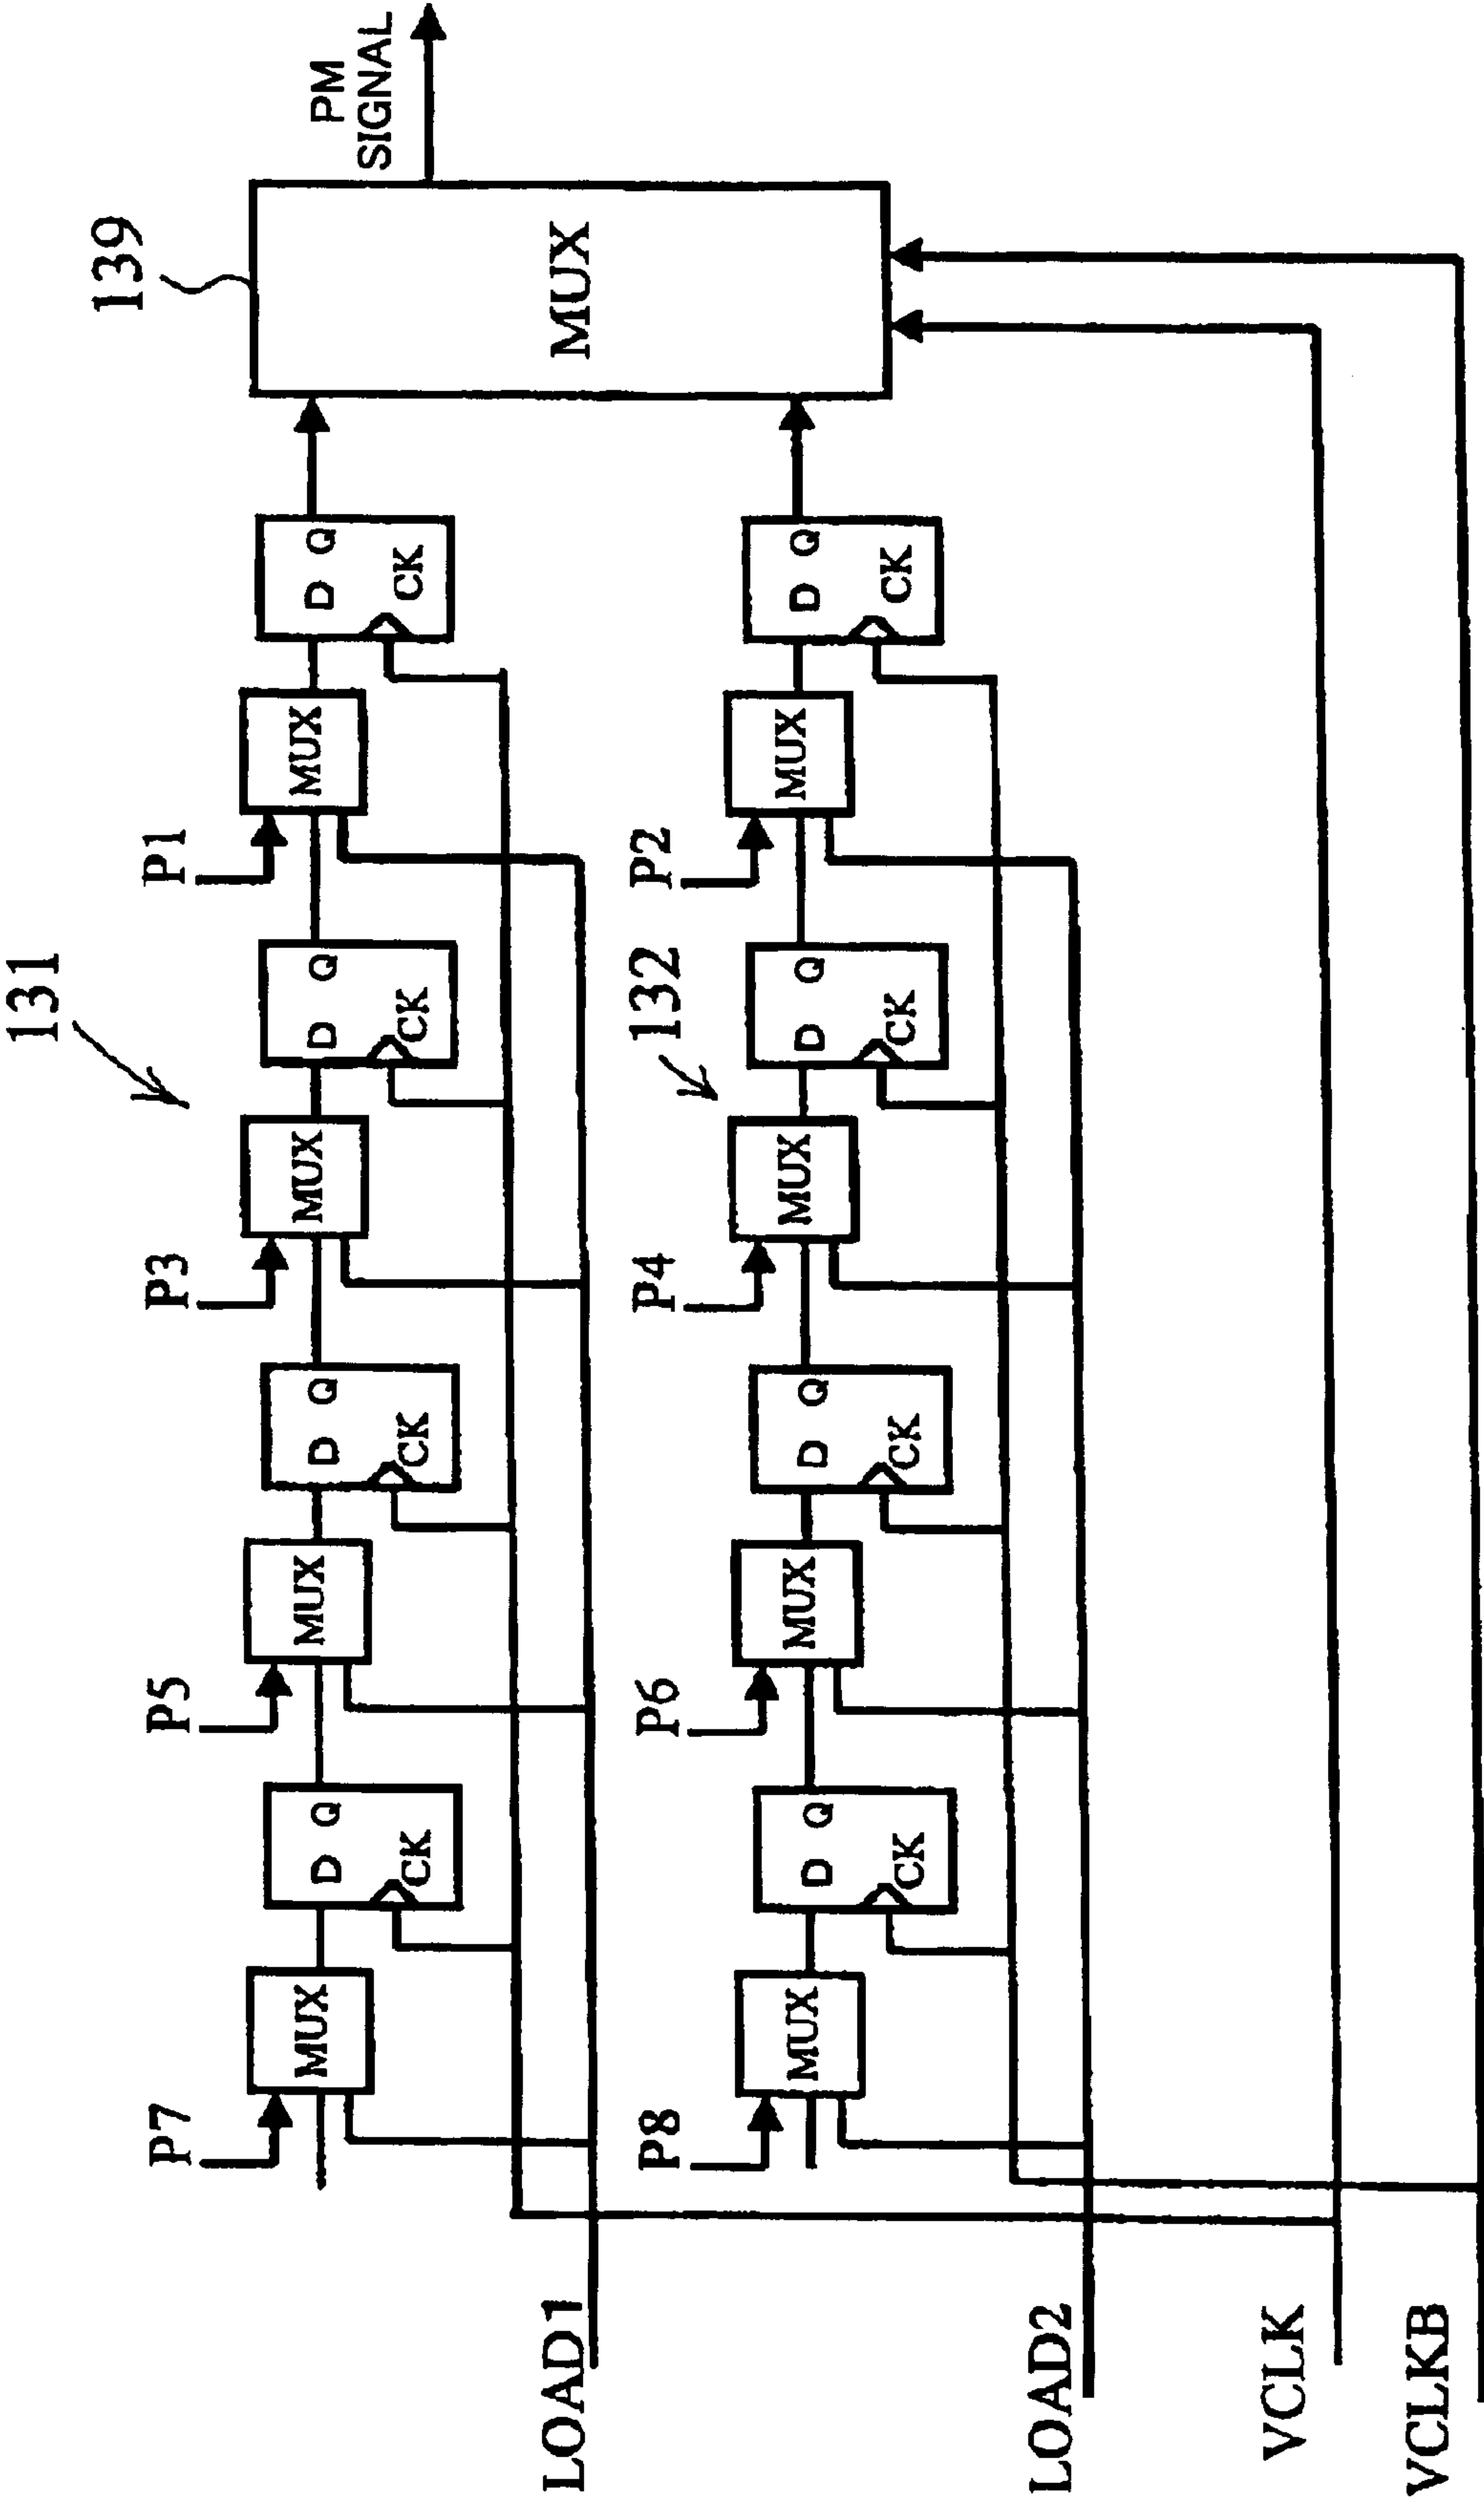 131
P7
P5
P3
P1
139
PM
SIGNAL
MUX
D Q
CK
MUX
D Q
CK
MUX
D Q
CK
MUX
D Q
CK
MUX
LOAD1
132
P8
P6
P4
P2
MUX
D Q
CK
MUX
D Q
CK
MUX
D Q
CK
MUX
D Q
CK
LOAD2
VCLK
VCLKB